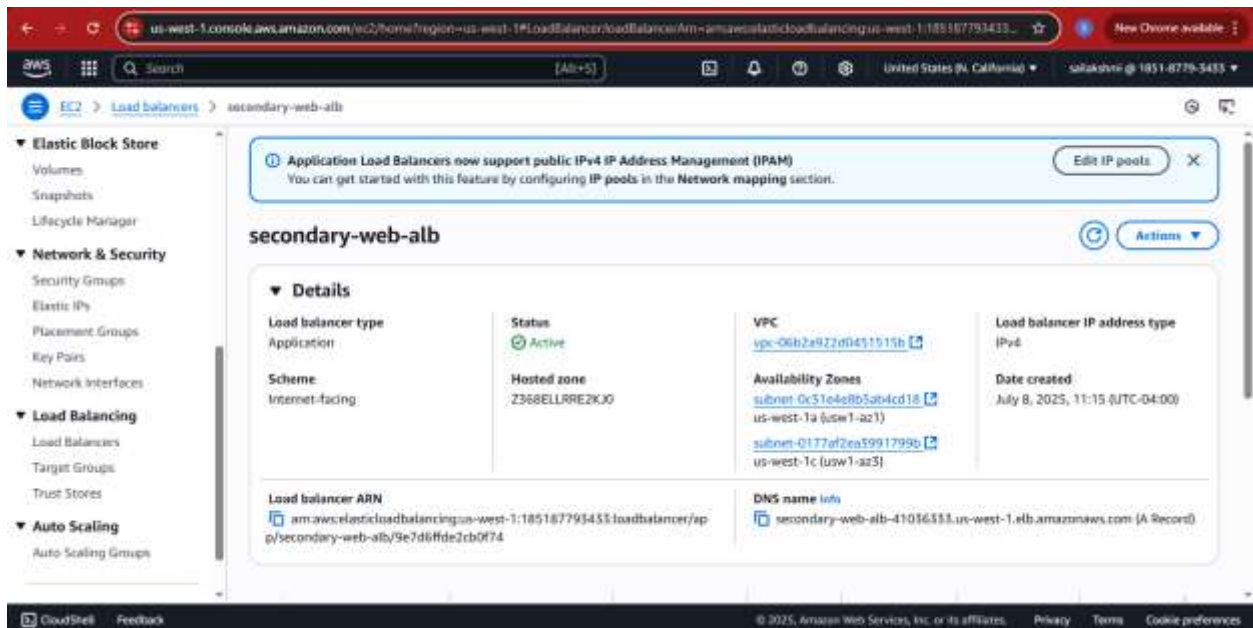 us-west-1.console.aws.amazon.com/ec2/home?region=us-west-1#LoadBalancer:loadBalancerArn=arn:aws:elasticloadbalancing:us-west-1:185187793433...
New Chrome available
aws
Search
[Alt+S]
United States (N. California)
sailakshmi @ 1851-8779-3433
EC2 > Load balancers > secondary-web-alb
Elastic Block Store
Volumes
Snapshots
Lifecycle Manager
Network & Security
Security Groups
Elastic IPs
Placement Groups
Key Pairs
Network Interfaces
Load Balancing
Load Balancers
Target Groups
Trust Stores
Auto Scaling
Auto Scaling Groups
Application Load Balancers now support public IPv4 IP Address Management (IPAM)
You can get started with this feature by configuring IP pools in the Network mapping section.
Edit IP pools
secondary-web-alb
Actions
Details
Load balancer type
Application
Status
Active
VPC
vpc-06b2a922d0451515b
Load balancer IP address type
IPv4
Scheme
Internet-facing
Hosted zone
Z368ELLRRE2KJ0
Availability Zones
subnet-0c31e4e8b5ab4cd18
us-west-1a (usw1-az1)
subnet-0177af2ea3991799b
us-west-1c (usw1-az3)
Date created
July 8, 2025, 11:15 (UTC-04:00)
Load balancer ARN
arn:aws:elasticloadbalancing:us-west-1:185187793433:loadbalancer/ap
p/secondary-web-alb/9e7d6ffde2cb0f74
DNS name Info
secondary-web-alb-41036333.us-west-1.elb.amazonaws.com (A Record)
CloudShell
Feedback
© 2025, Amazon Web Services, Inc. or its affiliates.
Privacy
Terms
Cookie preferences